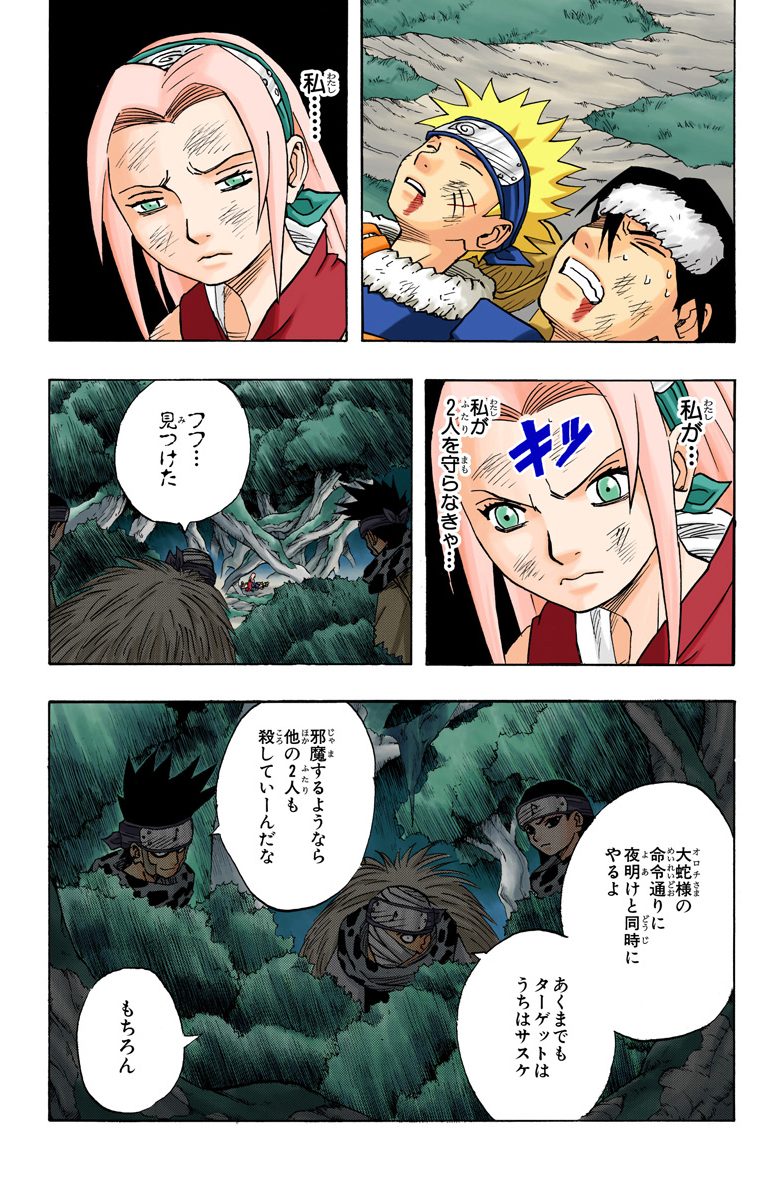 私
……
私が…
私が
2人を守らなきゃ…
キッ
フフ…
見つけた
大蛇様の
命令通りに
夜明けと同時に
やるよ
あくまでも
ターゲットは
うちはサスケ
邪魔するようなら
他の2人も
殺していーんだな
もちろん